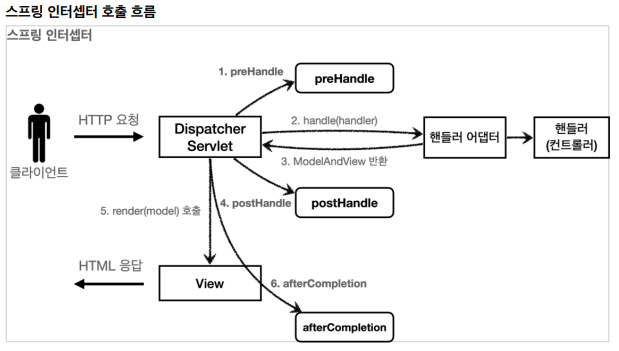 스프링 인터셉터 호출 흐름
스프링 인터셉터
1. preHandle
preHandle
HTTP 요청
Dispatcher
Servlet
2. handle(handler)
핸들러 어댑터
핸들러
(컨트롤러)
3. ModelAndView 반환
클라이언트
5. render(model) 호출
4. postHandle
postHandle
HTML 응답
View
6. afterCompletion
afterCompletion